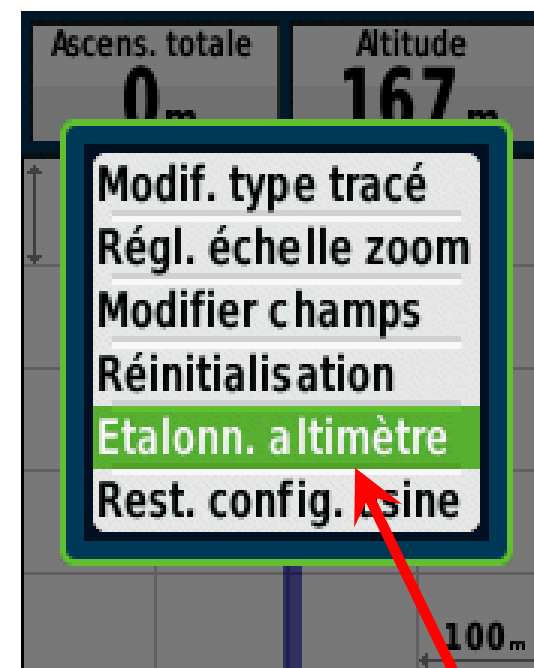 Ascens. totale Altitude
0m 167m
Modif. type tracé
Régl. échelle zoom
Modifier champs
Réinitialisation
Etalonn. altimètre
Rest. config. usine
100m